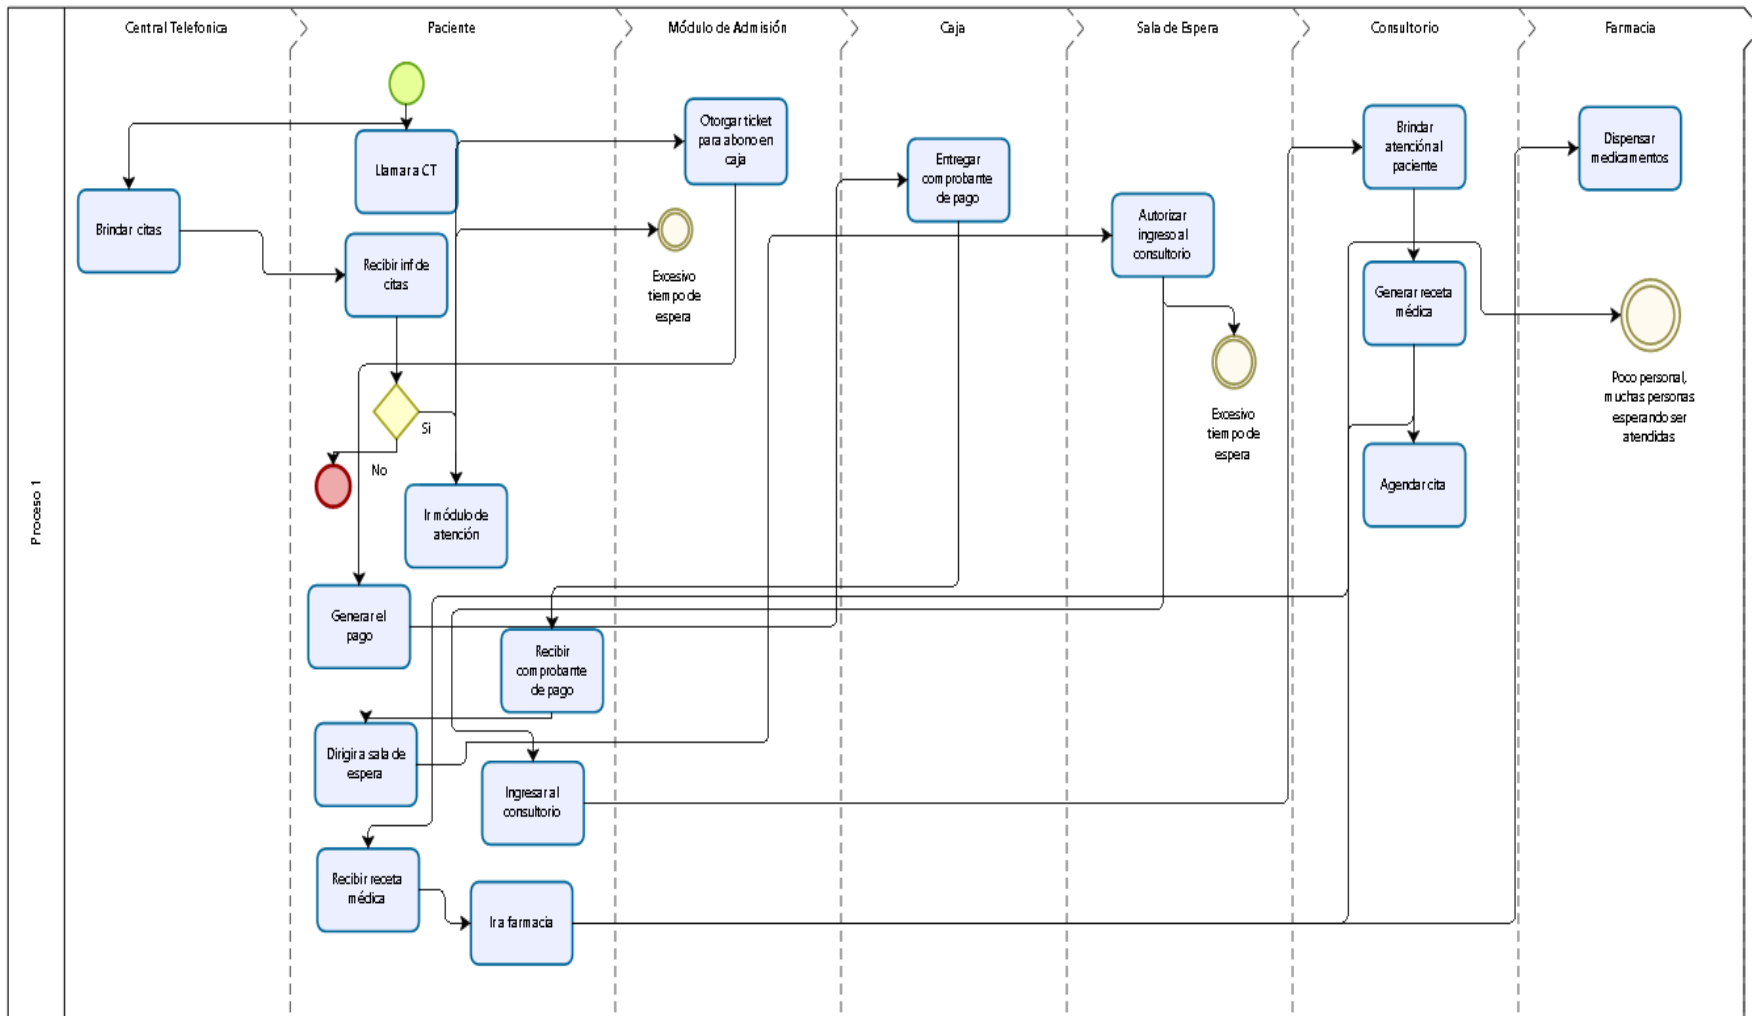 Central Telefonica
Paciente
Módulo de Admisión
Caja
Sala de Espera
Consultorio
Farmacia
Proceso 1
Llamar a CT
Brindar citas
Recibir inf de
citas
Si
No
Ir módulo de
atención
Generar el
pago
Recibir
comprobante
de pago
Dirigir a sala de
espera
Ingresar al
consultorio
Recibir receta
médica
Ir a farmacia
Otorgar ticket
para abono en
caja
Excesivo
tiempo de
espera
Entregar
comprobante
de pago
Autorizar
ingreso al
consultorio
Excesivo
tiempo de
espera
Brindar
atención al
paciente
Generar receta
médica
Agendar cita
Dispensar
medicamentos
Poco personal,
muchas personas
esperando ser
atendidas